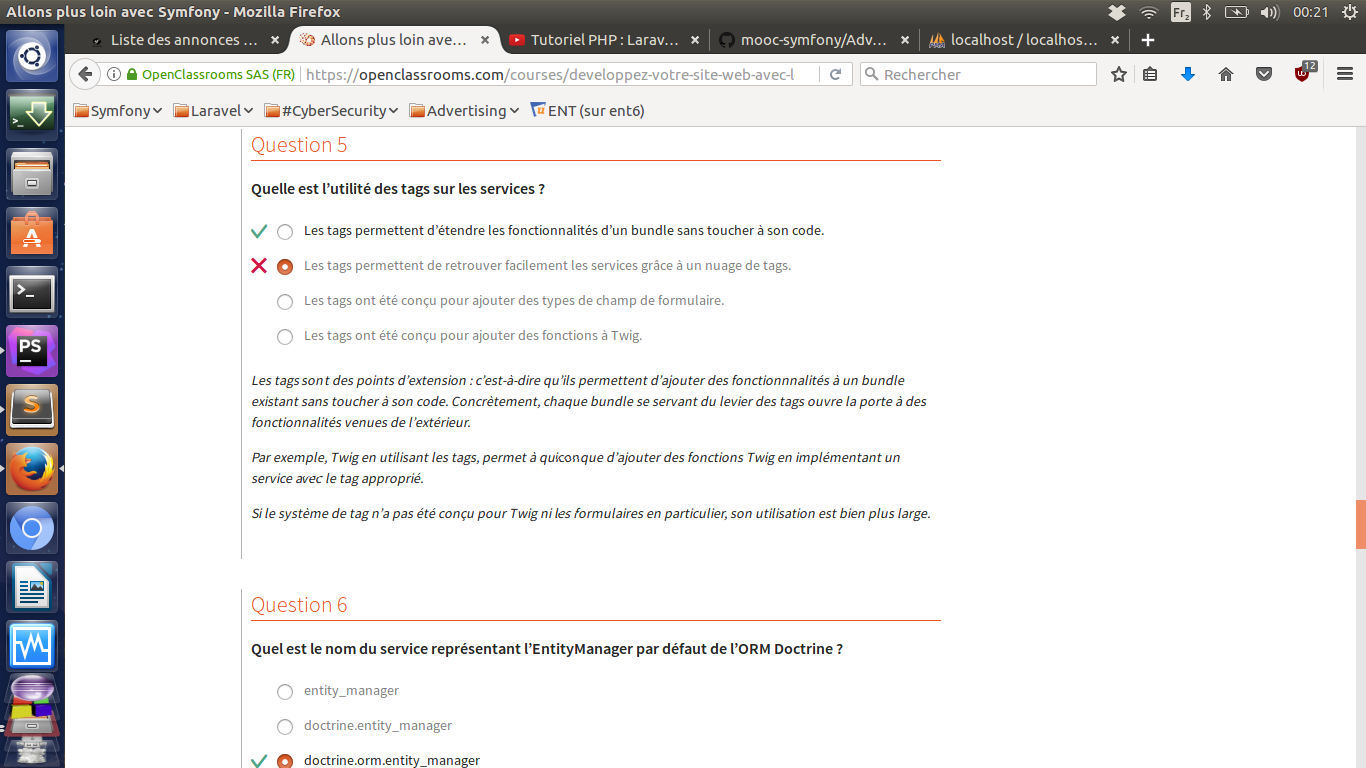 Allons plus loin avec Symfony - Mozilla Firefox
Fr2
00:21
Liste des annonces ...
Allons plus loin ave...
Tutoriel PHP : Larav...
mooc-symfony/Adv...
localhost / localhos...
OpenClassrooms SAS (FR)
https://openclassrooms.com/courses/developpez-votre-site-web-avec-l
Rechercher
12
Symfony
Laravel
#CyberSecurity
Advertising
ENT (sur ent6)
Question 5
Quelle est l’utilité des tags sur les services ?
Les tags permettent d’étendre les fonctionnalités d’un bundle sans toucher à son code.
Les tags permettent de retrouver facilement les services grâce à un nuage de tags.
Les tags ont été conçu pour ajouter des types de champ de formulaire.
Les tags ont été conçu pour ajouter des fonctions à Twig.
Les tags sont des points d’extension : c’est-à-dire qu’ils permettent d’ajouter des fonctionnnalités à un bundle
existant sans toucher à son code. Concrètement, chaque bundle se servant du levier des tags ouvre la porte à des
fonctionnalités venues de l’extérieur.
Par exemple, Twig en utilisant les tags, permet à quiconque d’ajouter des fonctions Twig en implémentant un
service avec le tag approprié.
Si le système de tag n’a pas été conçu pour Twig ni les formulaires en particulier, son utilisation est bien plus large.
Question 6
Quel est le nom du service représentant l’EntityManager par défaut de l’ORM Doctrine ?
entity_manager
doctrine.entity_manager
doctrine.orm.entity_manager
>_
A
>_
PS
S